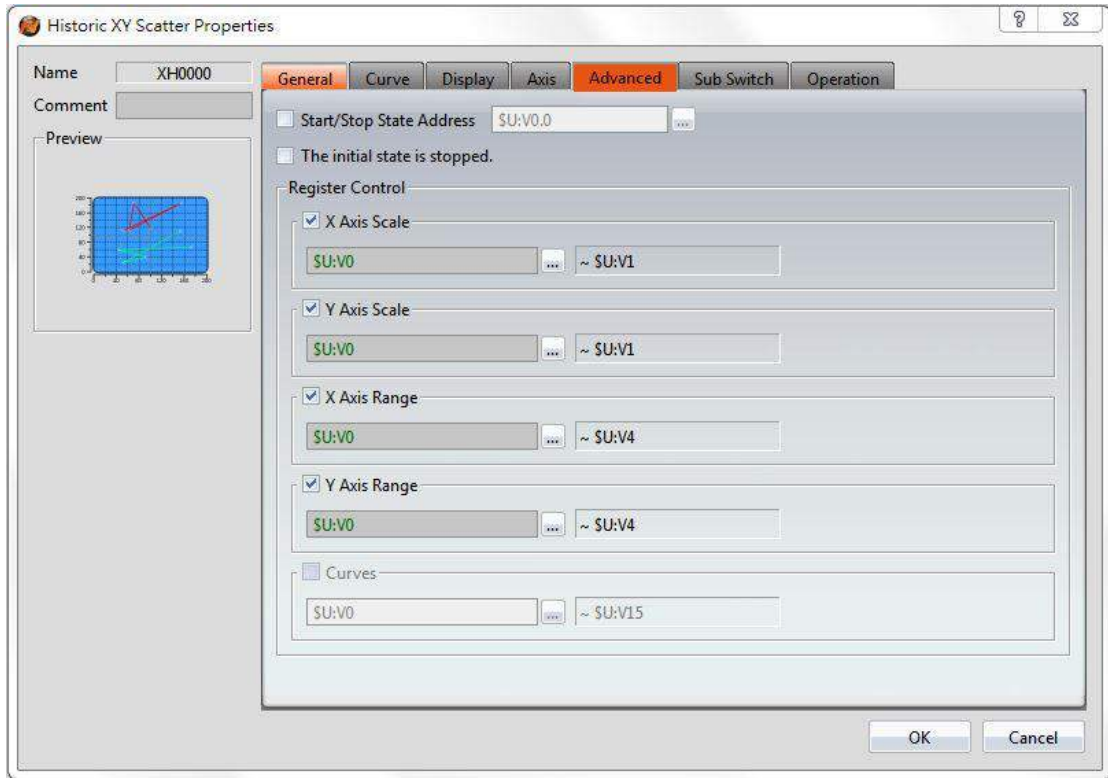 Historic XY Scatter Properties
Name XH0000
Comment
Preview
General Curve Display Axis Advanced Sub Switch Operation
Start/Stop State Address $U:V0.0 ...
The initial state is stopped.
Register Control
X Axis Scale
$U:V0 ... ~ $U:V1
Y Axis Scale
$U:V0 ... ~ $U:V1
X Axis Range
$U:V0 ... ~ $U:V4
Y Axis Range
$U:V0 ... ~ $U:V4
Curves
$U:V0 ... ~ $U:V15
OK Cancel